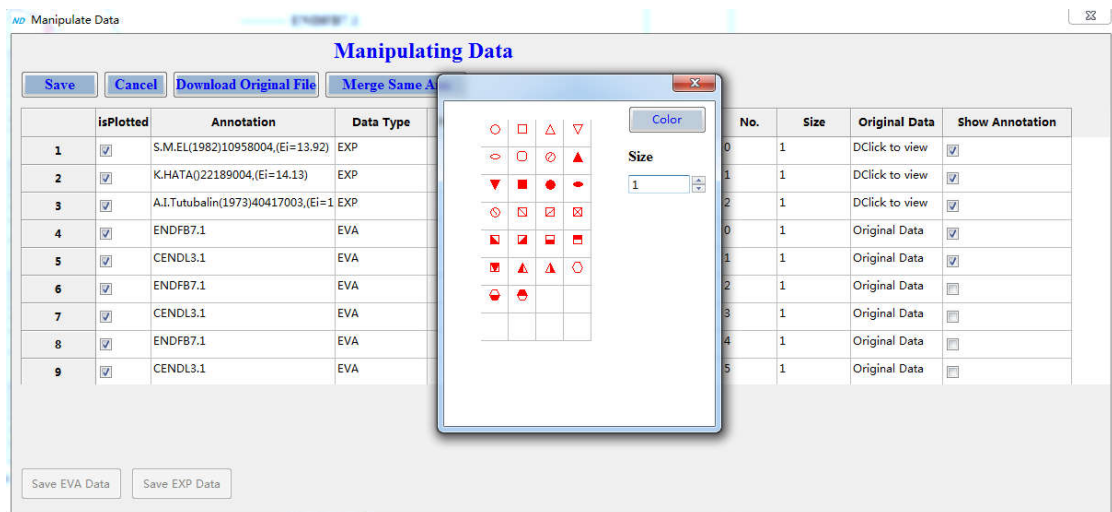 ND Manipulate Data
Manipulating Data
Save Cancel Download Original File Merge Same
isPlotted Annotation Data Type No. Size Original Data Show Annotation
1 S.M.EL(1982)10958004,(Ei=13.92) EXP 0 1 DClick to view
2 K.HATA()22189004,(Ei=14.13) EXP 1 1 DClick to view
3 A.I.Tutubalin(1973)40417003,(Ei=1 EXP 2 1 DClick to view
4 ENDFB7.1 EVA 0 1 Original Data
5 CENDL3.1 EVA 1 1 Original Data
6 ENDFB7.1 EVA 2 1 Original Data
7 CENDL3.1 EVA 3 1 Original Data
8 ENDFB7.1 EVA 4 1 Original Data
9 CENDL3.1 EVA 5 1 Original Data
Color
Size
1
Save EVA Data Save EXP Data